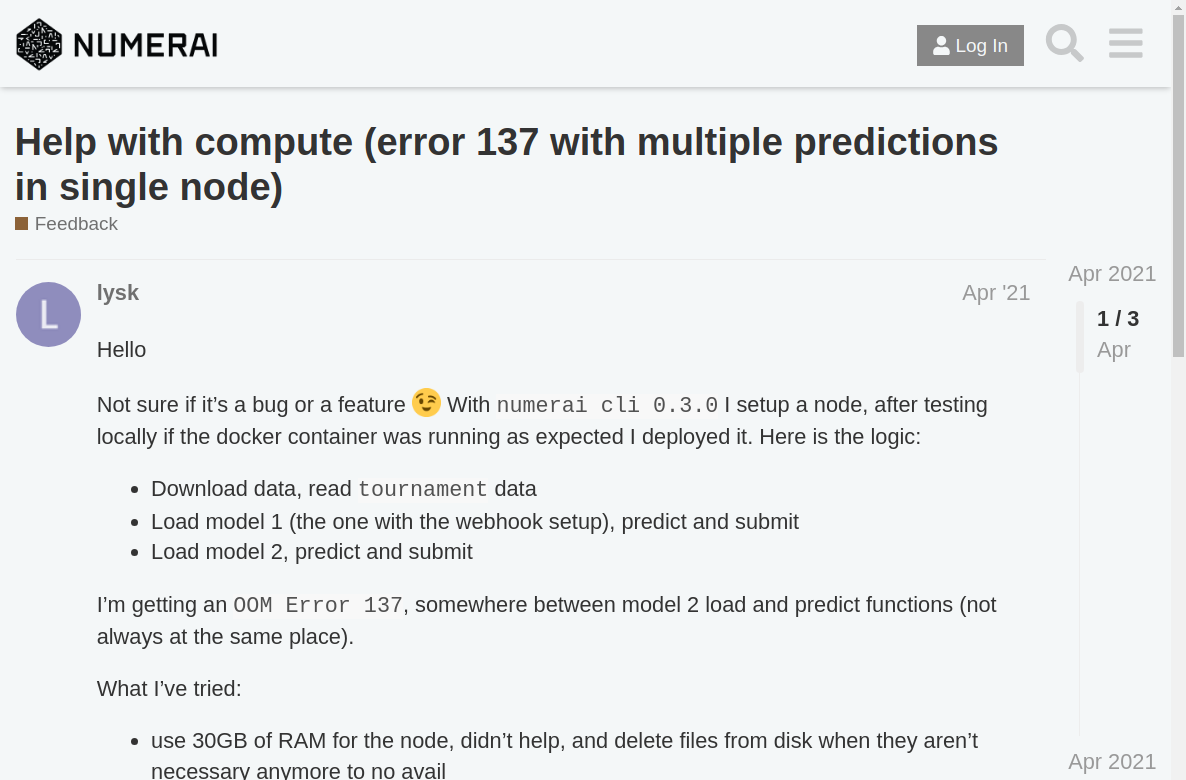 NUMERAI
Log In
Help with compute (error 137 with multiple predictions
in single node)
Feedback
Apr 2021
L
lysk
Apr '21
1 / 3
Apr
Hello
Not sure if it’s a bug or a feature 😉 With numerai cli 0.3.0 I setup a node, after testing
locally if the docker container was running as expected I deployed it. Here is the logic:
• Download data, read tournament data
• Load model 1 (the one with the webhook setup), predict and submit
• Load model 2, predict and submit
I’m getting an OOM Error 137, somewhere between model 2 load and predict functions (not
always at the same place).
What I’ve tried:
• use 30GB of RAM for the node, didn’t help, and delete files from disk when they aren’t
necessary anymore to no avail
Apr 2021